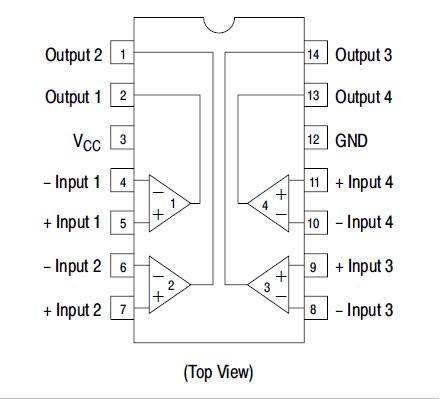 Output 2 1 14 Output 3
Output 1 2 13 Output 4
VCC 3 12 GND
– Input 1 4 – 1 + 11 + Input 4
+ Input 1 5 + 4 – 10 – Input 4
– Input 2 6 – 2 + 9 + Input 3
+ Input 2 7 + 3 – 8 – Input 3
(Top View)